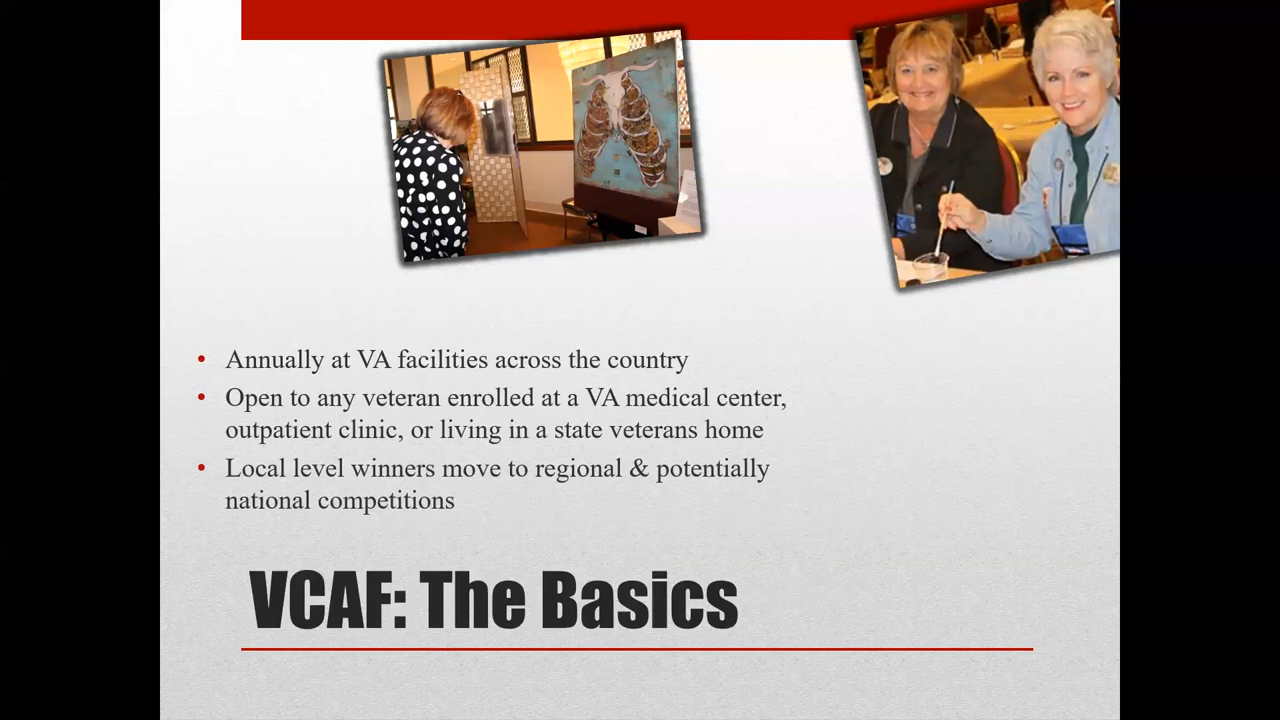 • Annually at VA facilities across the country
• Open to any veteran enrolled at a VA medical center,
outpatient clinic, or living in a state veterans home
• Local level winners move to regional & potentially
national competitions
VCAF: The Basics